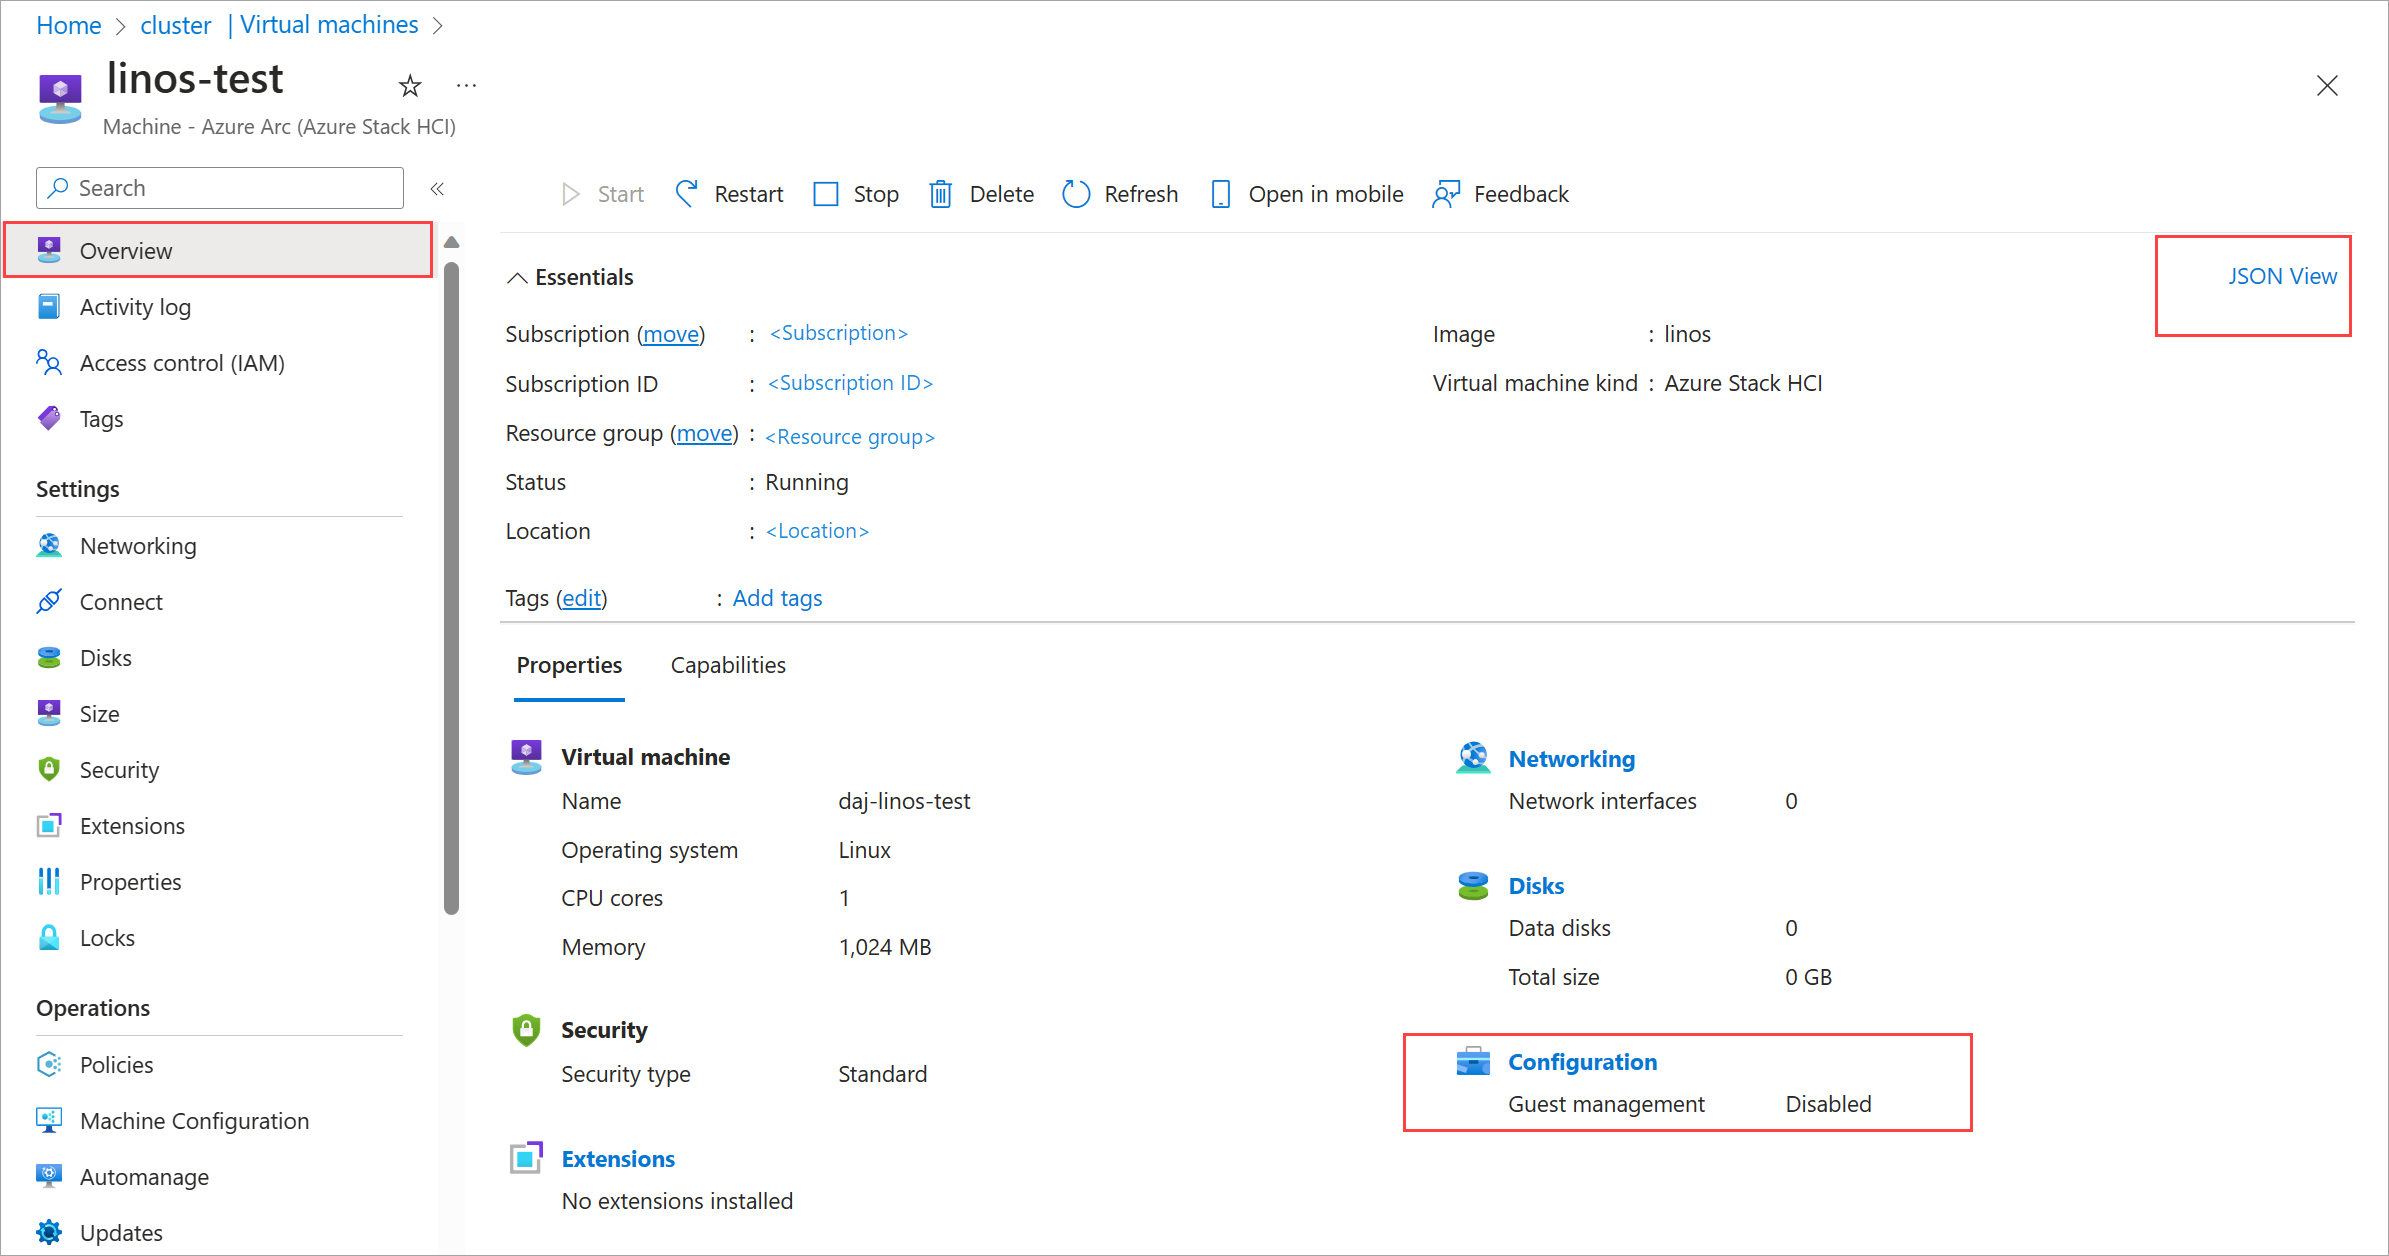 Home > cluster | Virtual machines >
linos-test
Machine - Azure Arc (Azure Stack HCI)
Search
Start Restart Stop Delete Refresh Open in mobile Feedback
Overview
Activity log
Access control (IAM)
Tags
Settings
Networking
Connect
Disks
Size
Security
Extensions
Properties
Locks
Operations
Policies
Machine Configuration
Automanage
Updates
Essentials
JSON View
Subscription (move) : <Subscription>
Subscription ID : <Subscription ID>
Resource group (move) : <Resource group>
Status : Running
Location : <Location>
Image : linos
Virtual machine kind : Azure Stack HCI
Tags (edit) : Add tags
Properties Capabilities
Virtual machine
Name daj-linos-test
Operating system Linux
CPU cores 1
Memory 1,024 MB
Security
Security type Standard
Extensions
No extensions installed
Networking
Network interfaces 0
Disks
Data disks 0
Total size 0 GB
Configuration
Guest management Disabled